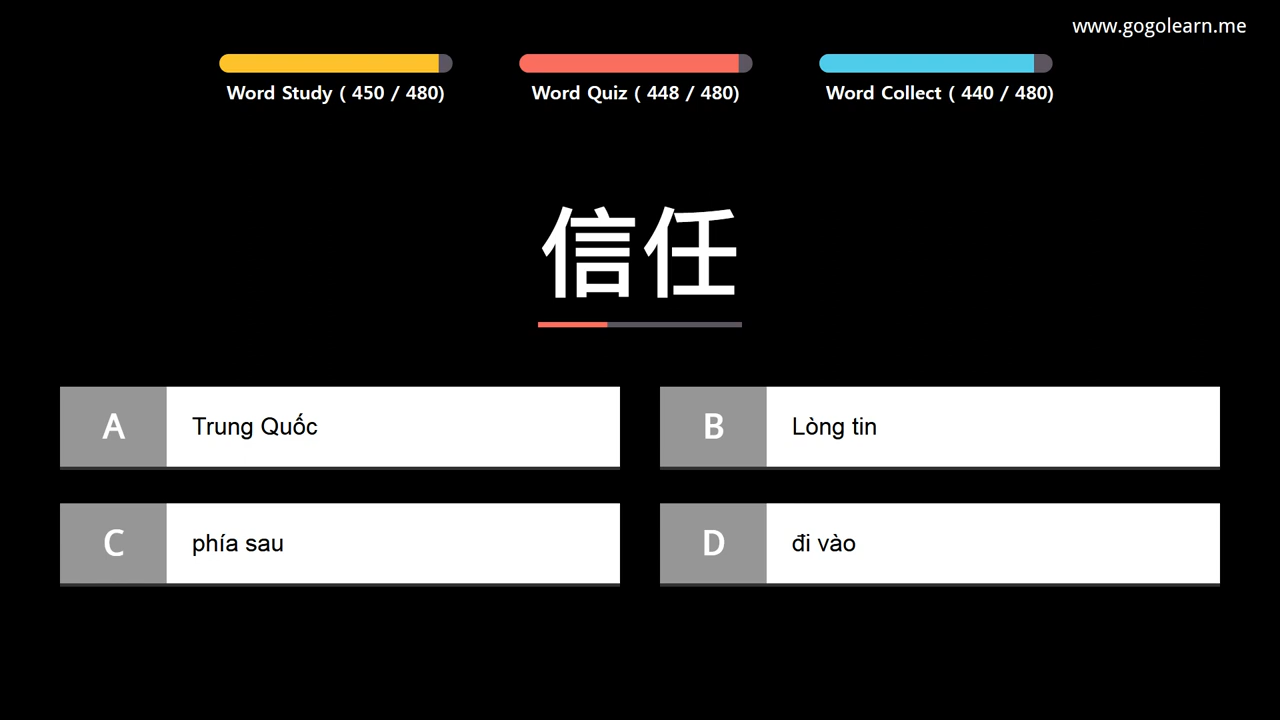 www.gogolearn.me
Word Study ( 450 / 480)
Word Quiz ( 448 / 480)
Word Collect ( 440 / 480)
信任
A
Trung Quốc
B
Lòng tin
C
phía sau
D
đi vào